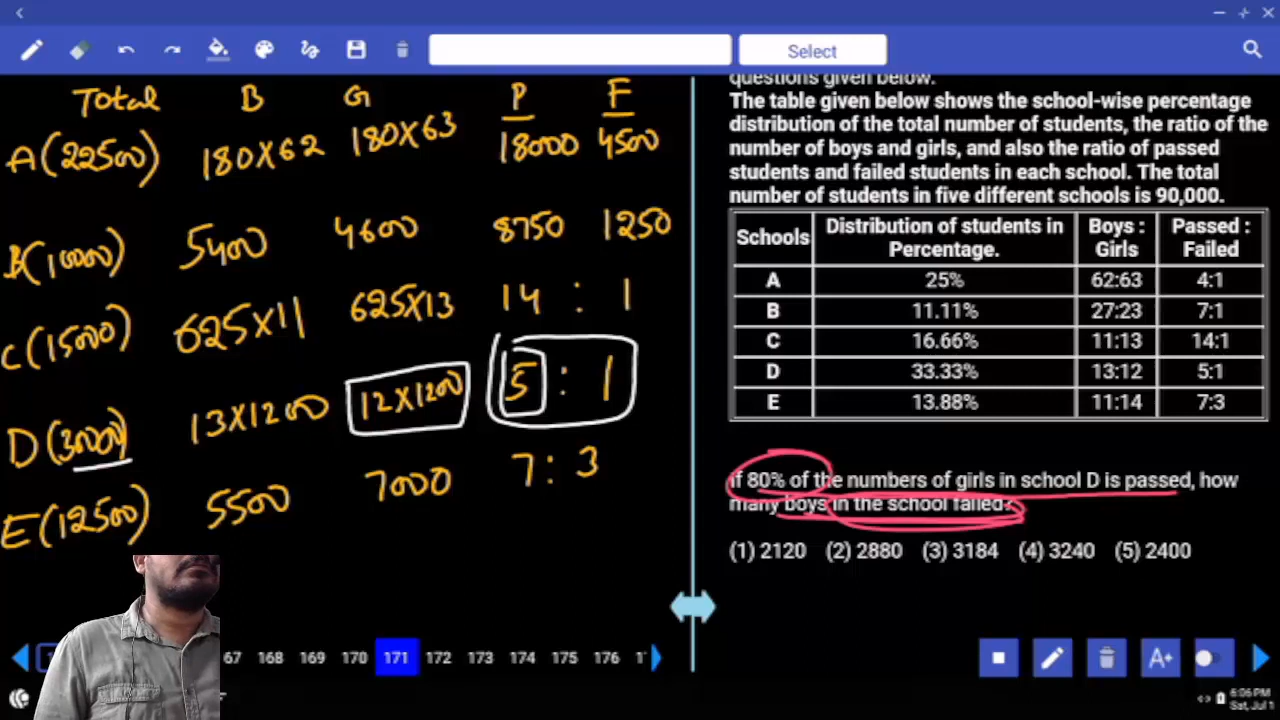 Select
Total B G P F
A(22500) 180X62 180X63 18000 4500
B(10000) 5400 4600 8750 1250
C(15000) 625X11 625X13 14 : 1
D(30000) 13X1200 12X1200 5 : 1
E(12500) 5500 7000 7 : 3
questions given below.
The table given below shows the school-wise percentage
distribution of the total number of students, the ratio of the
number of boys and girls, and also the ratio of passed
students and failed students in each school. The total
number of students in five different schools is 90,000.
Schools Distribution of students in Percentage. Boys : Girls Passed : Failed
A 25% 62:63 4:1
B 11.11% 27:23 7:1
C 16.66% 11:13 14:1
D 33.33% 13:12 5:1
E 13.88% 11:14 7:3
If 80% of the numbers of girls in school D is passed, how
many boys in the school failed?
(1) 2120 (2) 2880 (3) 3184 (4) 3240 (5) 2400
67 168 169 170 171 172 173 174 175 176
A+
6:06 PM
Sat, Jul 1